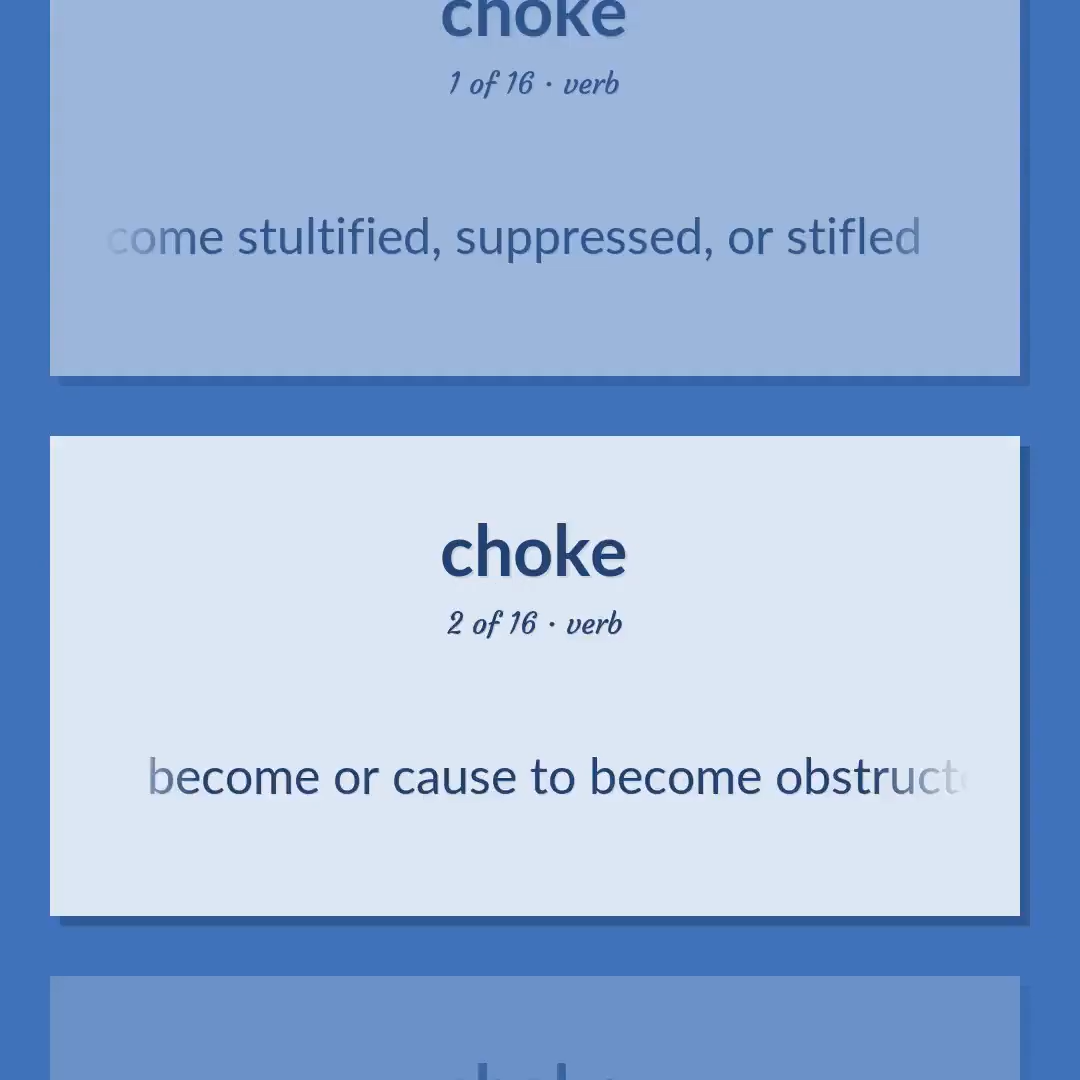 choke
1 of 16 · verb
come stultified, suppressed, or stifled
choke
2 of 16 · verb
become or cause to become
choke